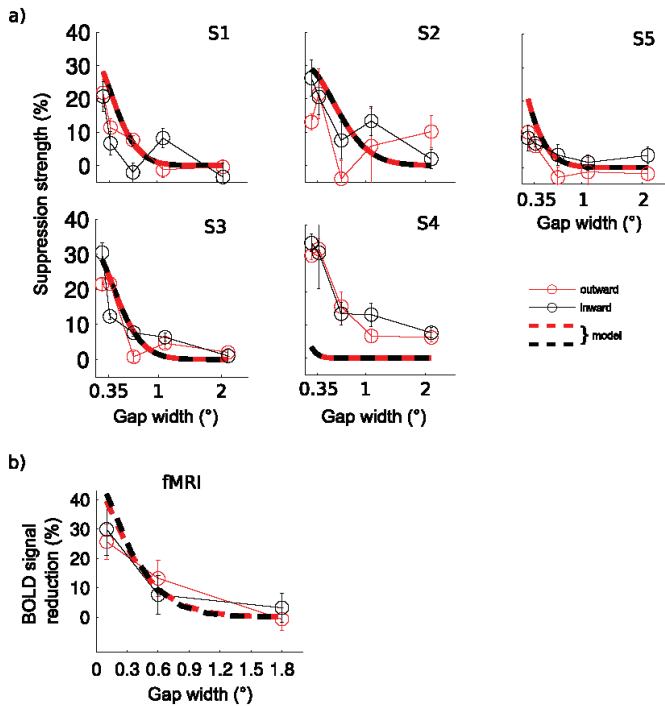 a)
S1
S2
S5
Suppression strength (%)
40
30
20
10
0
0.35
1
2
Gap width (°)
S3
S4
40
30
20
10
0
0.35
1
2
Gap width (°)
0.35
1
2
Gap width (°)
outward
inward
} model
b)
fMRI
BOLD signal
reduction (%)
40
30
20
10
0
0
0.3
0.6
0.9
1.2
1.5
1.8
Gap width (°)